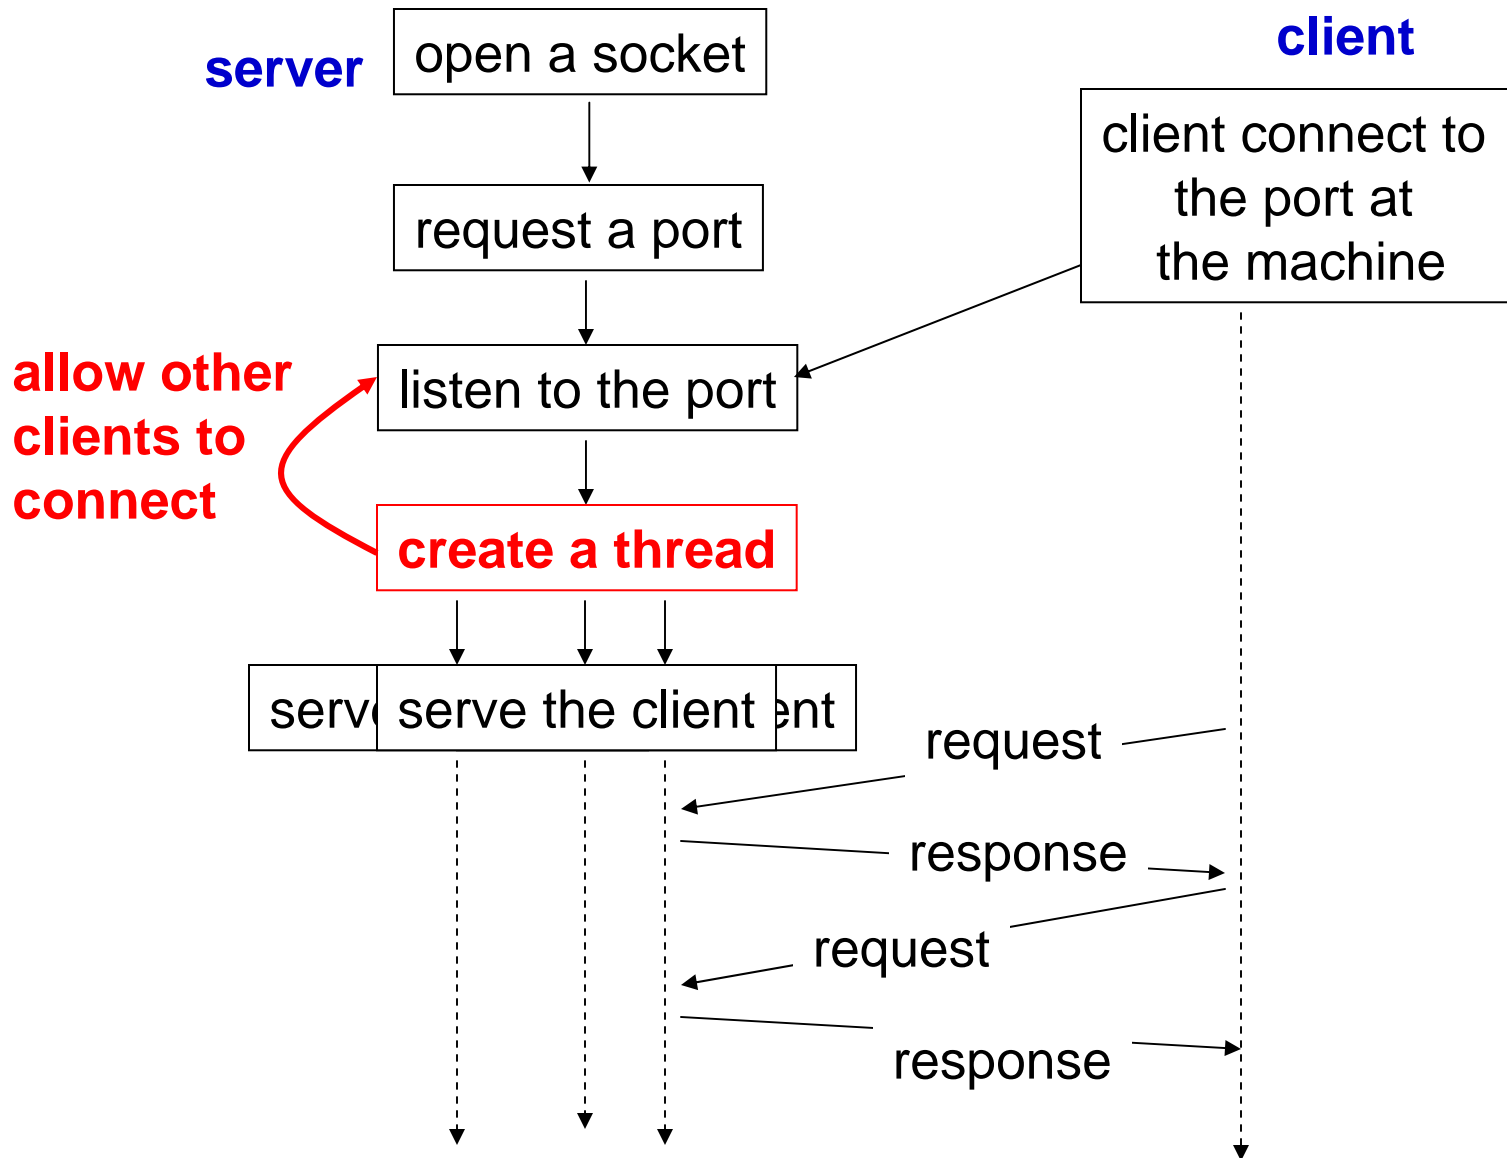 server
open a socket
client
client connect to
the port at
the machine
request a port
allow other
clients to
connect
listen to the port
create a thread
serve the client
request
response
request
response